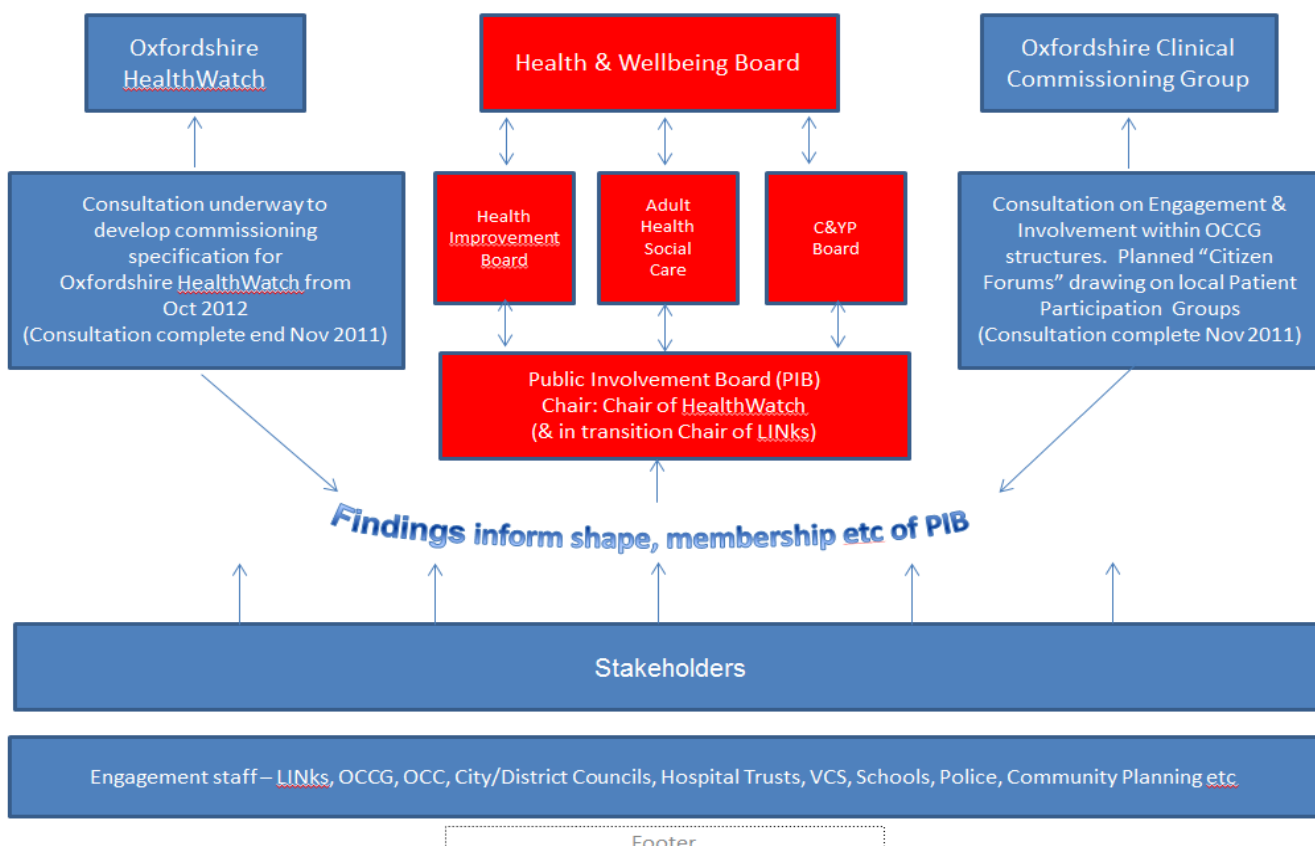 Oxfordshire
HealthWatch
Health & Wellbeing Board
Oxfordshire Clinical
Commissioning Group
Consultation underway to
develop commissioning
specification for
Oxfordshire HealthWatch from
Oct 2012
(Consultation complete end Nov 2011)
Health
Improvement
Board
Adult
Health
Social
Care
C&YP
Board
Consultation on Engagement &
Involvement within OCCG
structures.  Planned “Citizen
Forums” drawing on local Patient
Participation  Groups
(Consultation complete Nov 2011)
Public Involvement Board (PIB)
Chair: Chair of HealthWatch
(& in transition Chair of LINks)
Findings inform shape, membership etc of PIB
Stakeholders
Engagement staff – LINks, OCCG, OCC, City/District Councils, Hospital Trusts, VCS, Schools, Police, Community Planning etc
Footer